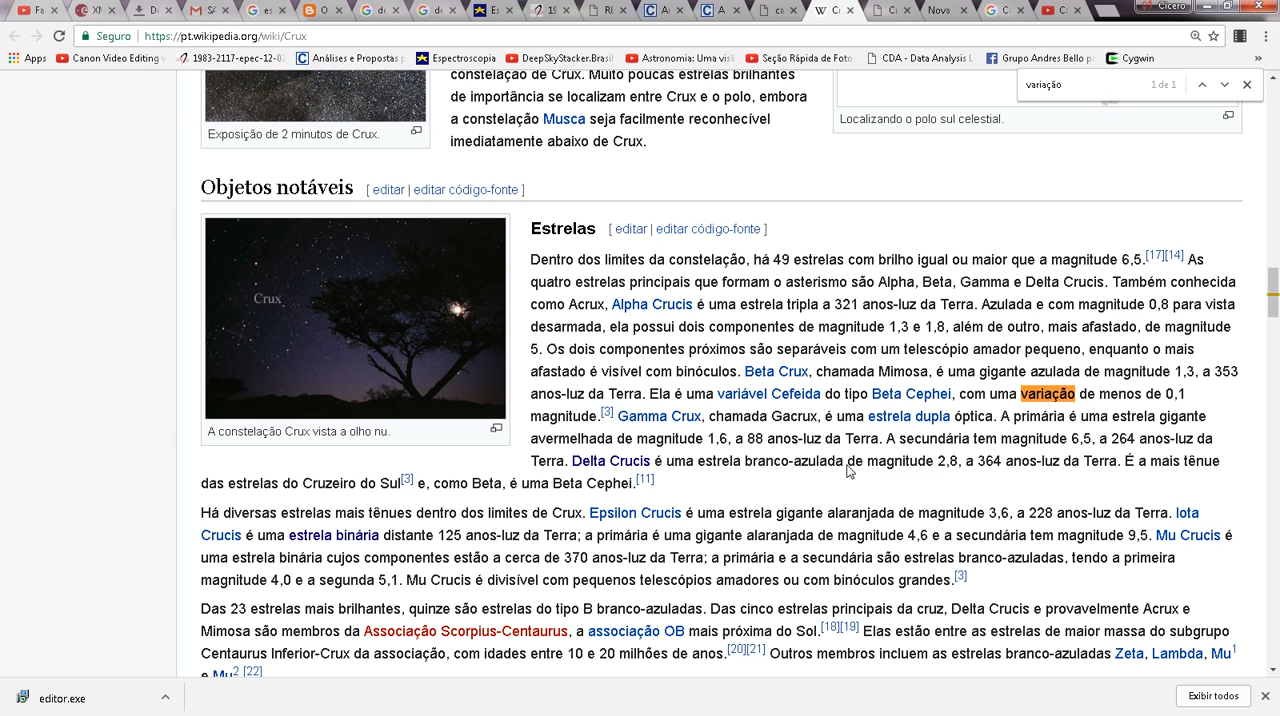 Cícero
Seguro
https://pt.wikipedia.org/wiki/Crux
Apps
Canon Video Editing
1983-2117-epec-12-0
Análises e Propostas
Espectroscopia
DeepSkyStacker.Brasil
Astronomia: Uma visã
Seção Rápida de Foto
CDA - Data Analysis
Grupo Andres Bello p
Cygwin
»
variação
1 de 1
constelação de Crux. Muito poucas estrelas brilhantes
de importância se localizam entre Crux e o polo, embora
a constelação Musca seja facilmente reconhecível
imediatamente abaixo de Crux.
Exposição de 2 minutos de Crux.
Localizando o polo sul celestial.
Objetos notáveis [ editar | editar código-fonte ]
Crux
A constelação Crux vista a olho nu.
Estrelas [ editar | editar código-fonte ]
Dentro dos limites da constelação, há 49 estrelas com brilho igual ou maior que a magnitude 6,5.[17][14] As
quatro estrelas principais que formam o asterismo são Alpha, Beta, Gamma e Delta Crucis. Também conhecida
como Acrux, Alpha Crucis é uma estrela tripla a 321 anos-luz da Terra. Azulada e com magnitude 0,8 para vista
desarmada, ela possui dois componentes de magnitude 1,3 e 1,8, além de outro, mais afastado, de magnitude
5. Os dois componentes próximos são separáveis com um telescópio amador pequeno, enquanto o mais
afastado é visível com binóculos. Beta Crux, chamada Mimosa, é uma gigante azulada de magnitude 1,3, a 353
anos-luz da Terra. Ela é uma variável Cefeida do tipo Beta Cephei, com uma variação de menos de 0,1
magnitude.[3] Gamma Crux, chamada Gacrux, é uma estrela dupla óptica. A primária é uma estrela gigante
avermelhada de magnitude 1,6, a 88 anos-luz da Terra. A secundária tem magnitude 6,5, a 264 anos-luz da
Terra. Delta Crucis é uma estrela branco-azulada de magnitude 2,8, a 364 anos-luz da Terra. É a mais tênue
das estrelas do Cruzeiro do Sul[3] e, como Beta, é uma Beta Cephei.[11]
Há diversas estrelas mais tênues dentro dos limites de Crux. Epsilon Crucis é uma estrela gigante alaranjada de magnitude 3,6, a 228 anos-luz da Terra. Iota
Crucis é uma estrela binária distante 125 anos-luz da Terra; a primária é uma gigante alaranjada de magnitude 4,6 e a secundária tem magnitude 9,5. Mu Crucis é
uma estrela binária cujos componentes estão a cerca de 370 anos-luz da Terra; a primária e a secundária são estrelas branco-azuladas, tendo a primeira
magnitude 4,0 e a segunda 5,1. Mu Crucis é divisível com pequenos telescópios amadores ou com binóculos grandes.[3]
Das 23 estrelas mais brilhantes, quinze são estrelas do tipo B branco-azuladas. Das cinco estrelas principais da cruz, Delta Crucis e provavelmente Acrux e
Mimosa são membros da Associação Scorpius-Centaurus, a associação OB mais próxima do Sol.[18][19] Elas estão entre as estrelas de maior massa do subgrupo
Centaurus Inferior-Crux da associação, com idades entre 10 e 20 milhões de anos.[20][21] Outros membros incluem as estrelas branco-azuladas Zeta, Lambda, Mu1
e Mu2.[22]
editor.exe
Exibir todos